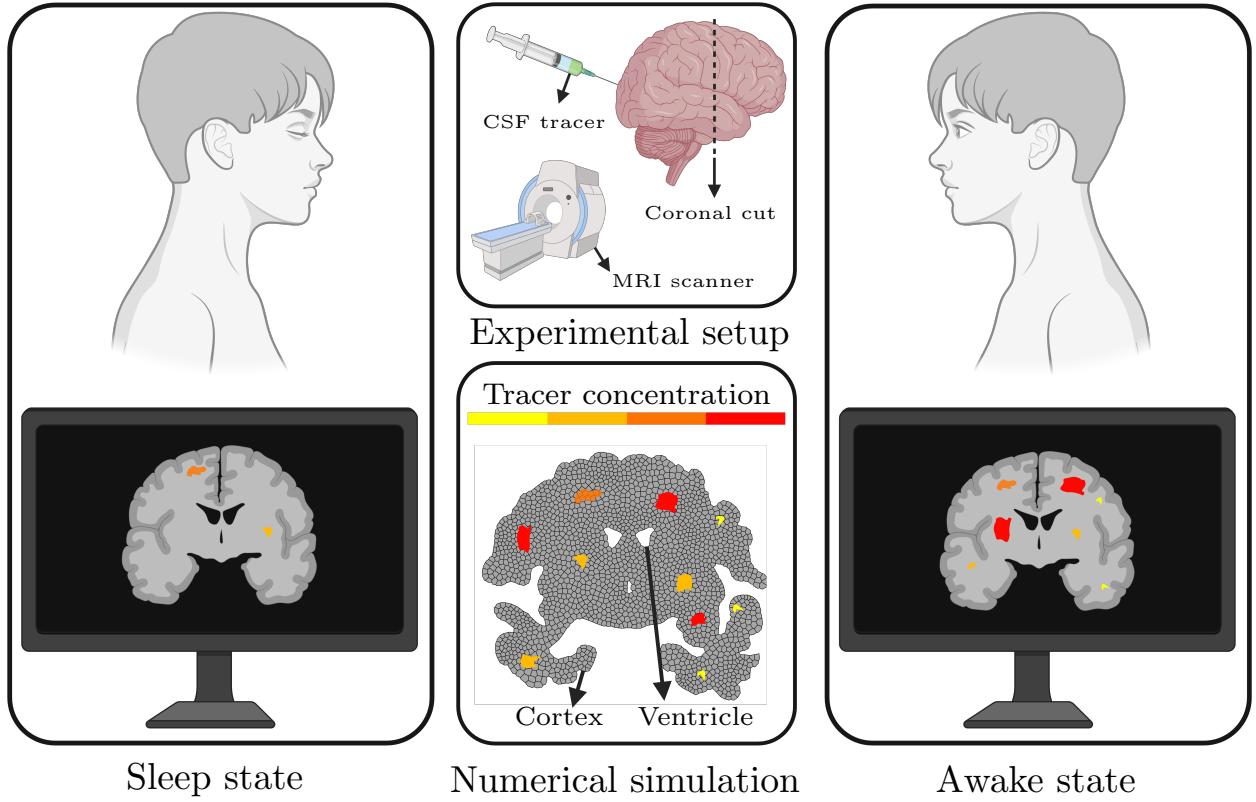 CSF tracer
Coronal cut
MRI scanner
Experimental setup
Tracer concentration
Cortex
Ventricle
Sleep state
Numerical simulation
Awake state